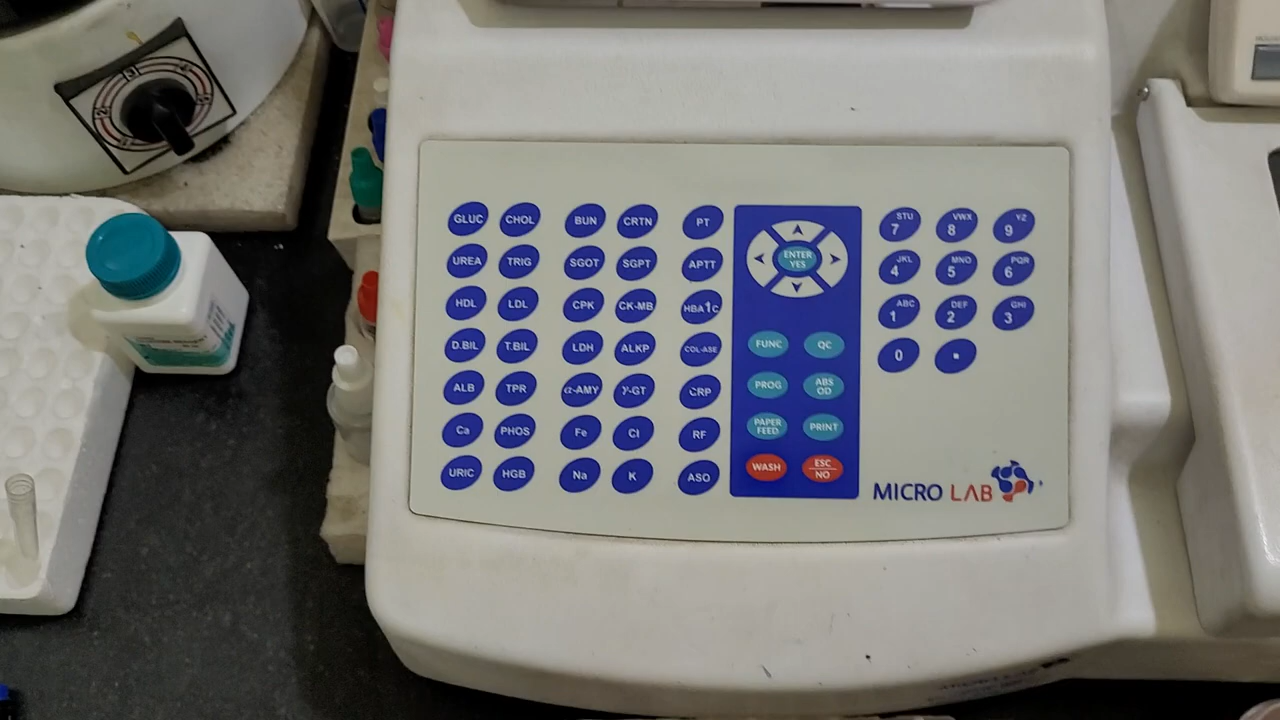 GLUC CHOL BUN CRTN PT
UREA TRIG SGOT SGPT APTT
HDL LDL CPK CK-MB HBA1c
D.BIL T.BIL LDH ALKP COL-ASE
ALB TPR α-AMY γ-GT CRP
Ca PHOS Fe Cl RF
URIC HGB Na K ASO
ENTER
YES
FUNC QC
PROG ABS
OD
PAPER
FEED PRINT
WASH ESC
NO
STU VWX YZ
7 8 9
JKL MNO PQR
4 5 6
ABC DEF GHI
1 2 3
0 .
MICRO LAB